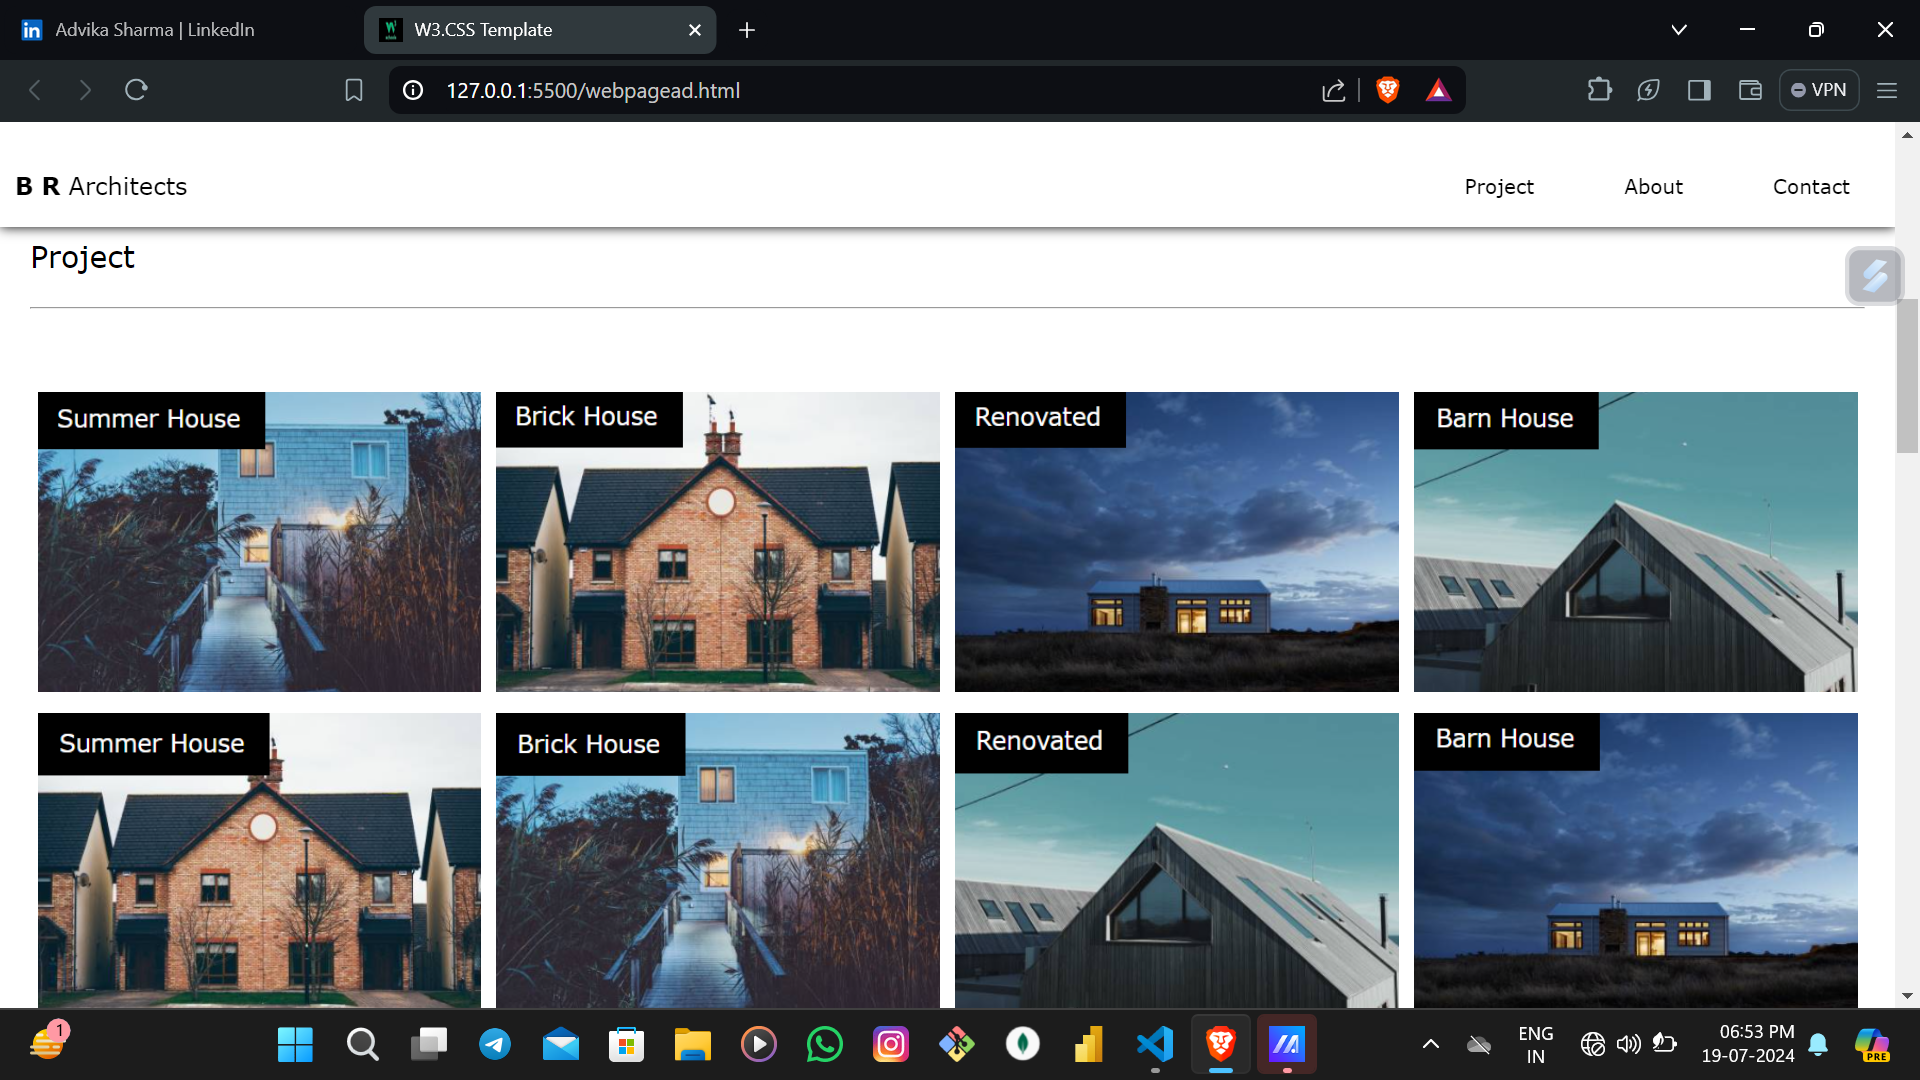 Advika Sharma | LinkedIn
W3.CSS Template
127.0.0.1:5500/webpagead.html
VPN
B R Architects
Project
About
Contact
Project
Summer House
Brick House
Renovated
Barn House
Summer House
Brick House
Renovated
Barn House
1
ENG
IN
06:53 PM
19-07-2024
PRE